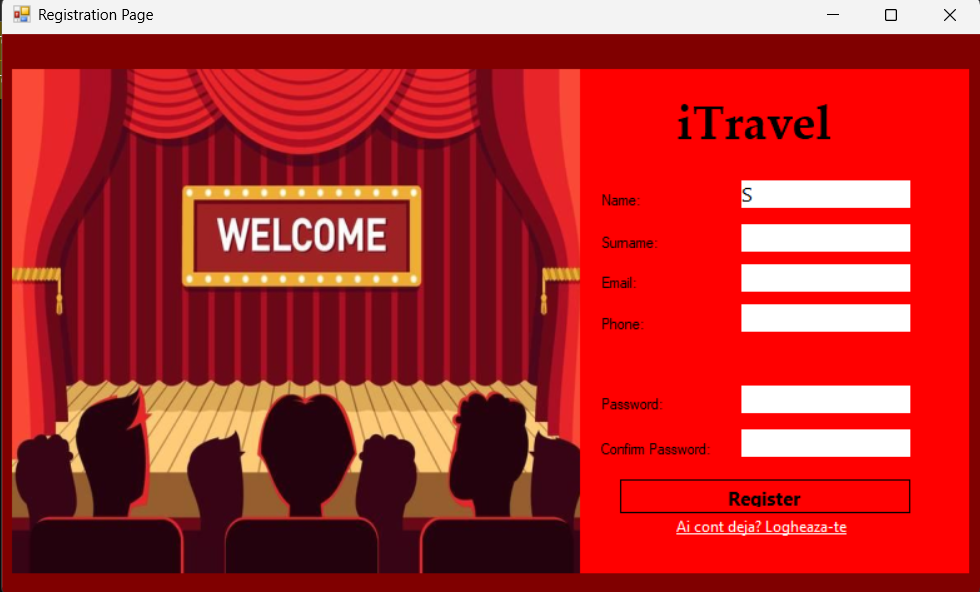 Registration Page
WELCOME
iTravel
Name: S
Surname:
Email:
Phone:
Password:
Confirm Password:
Register
Ai cont deja? Logheaza-te